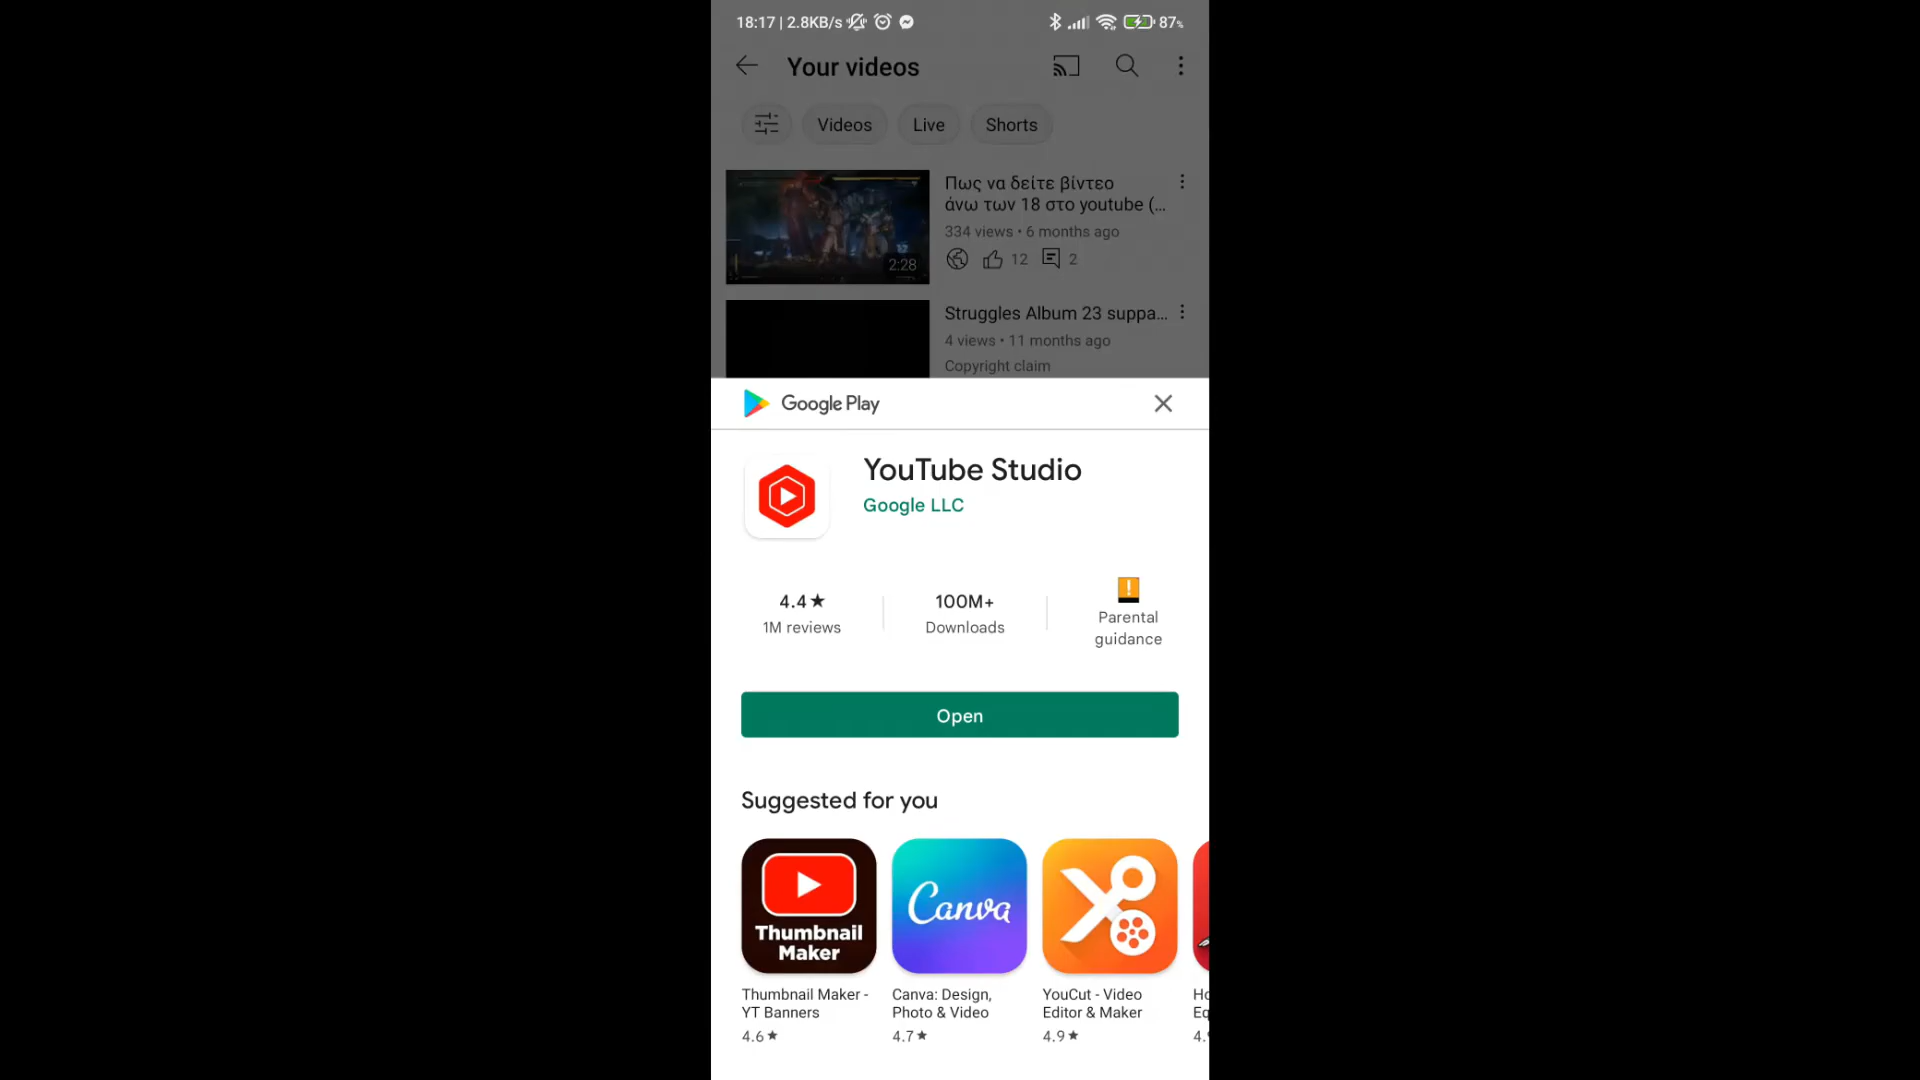 18:17 | 2.8KB/s 87%
Your videos
Videos Live Shorts
Πως να δείτε βίντεο
άνω των 18 στο youtube (...
334 views • 6 months ago
12 2
2:28
Struggles Album 23 suppa...
4 views • 11 months ago
Copyright claim
Google Play
YouTube Studio
Google LLC
4.4★ 100M+
1M reviews Downloads Parental
guidance
Open
Suggested for you
Thumbnail
Maker
Canva
Thumbnail Maker -
YT Banners
4.6★
Canva: Design,
Photo & Video
4.7★
YouCut - Video
Editor & Maker
4.9★